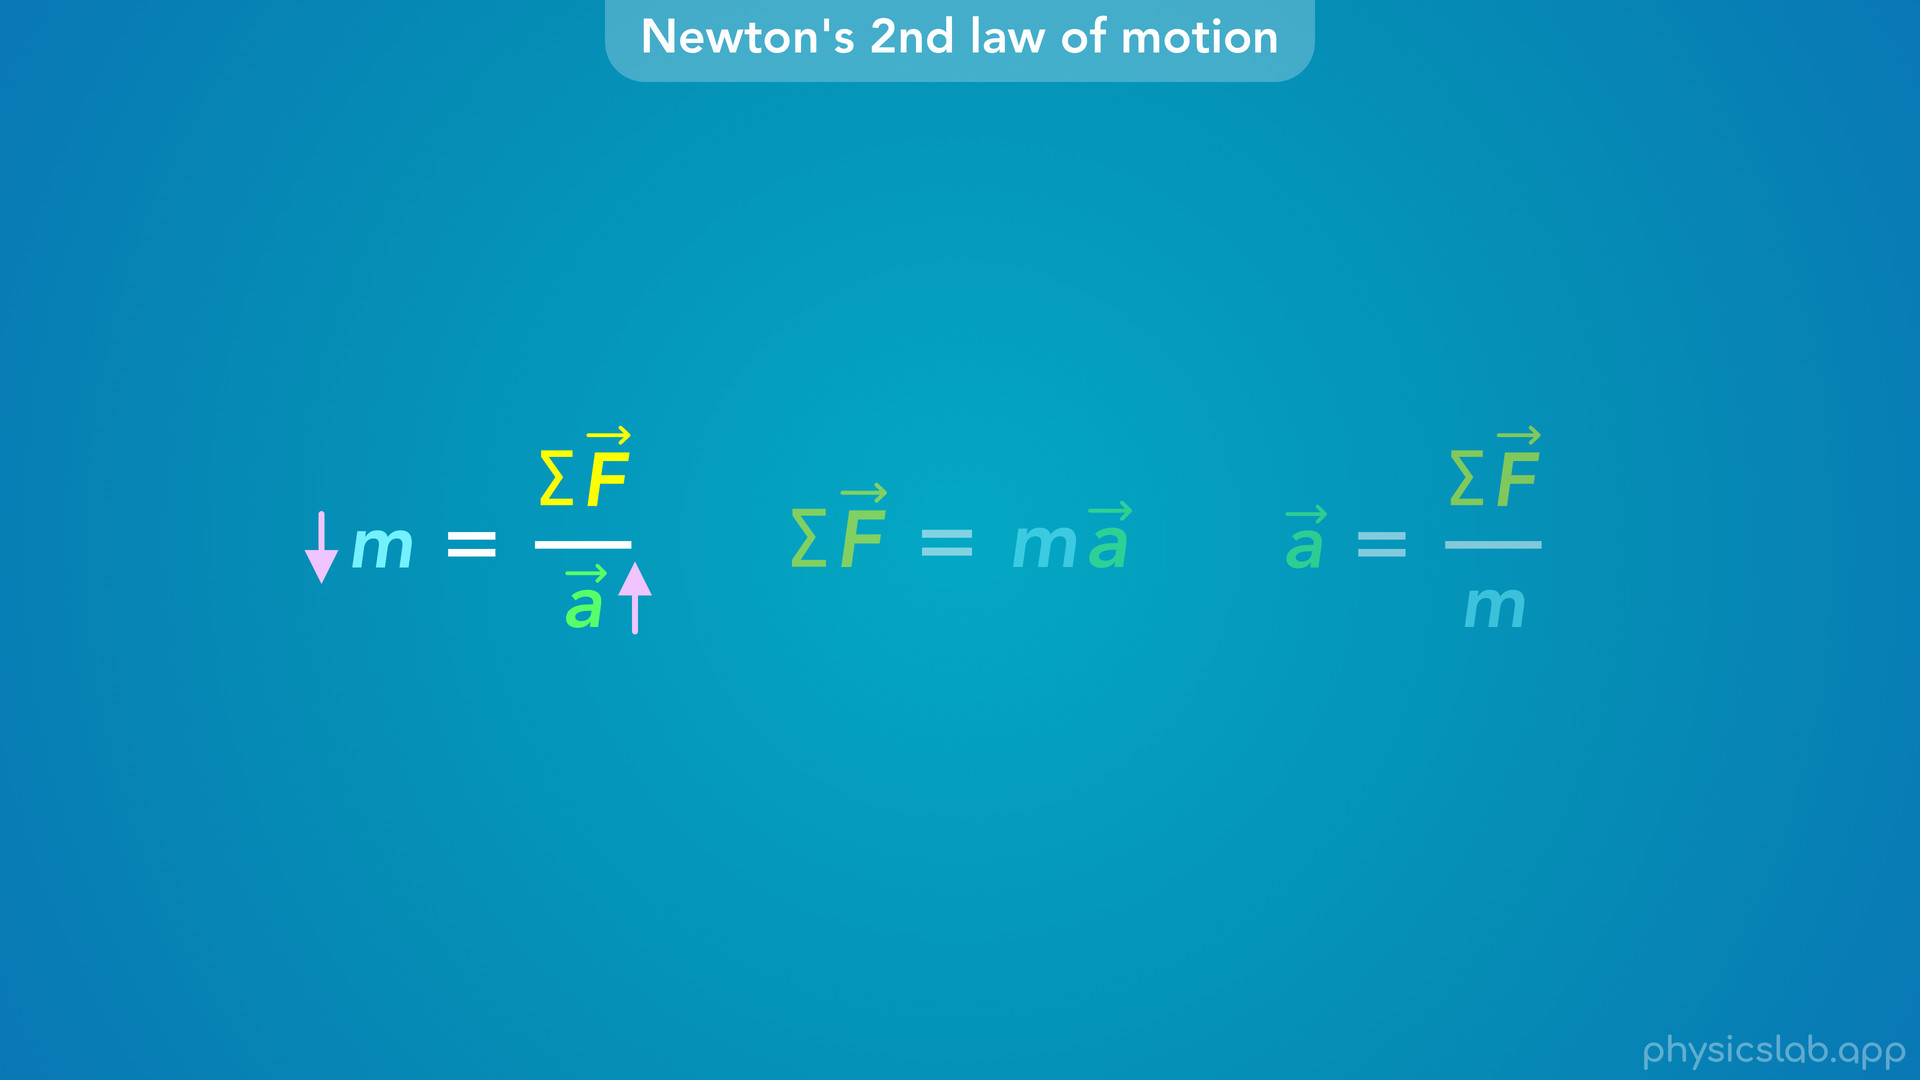 Newton's 2nd law of motion
↓ m = ΣF⃗ / a⃗ ↑
ΣF⃗ = ma⃗
a⃗ = ΣF⃗ / m
physicslab.app